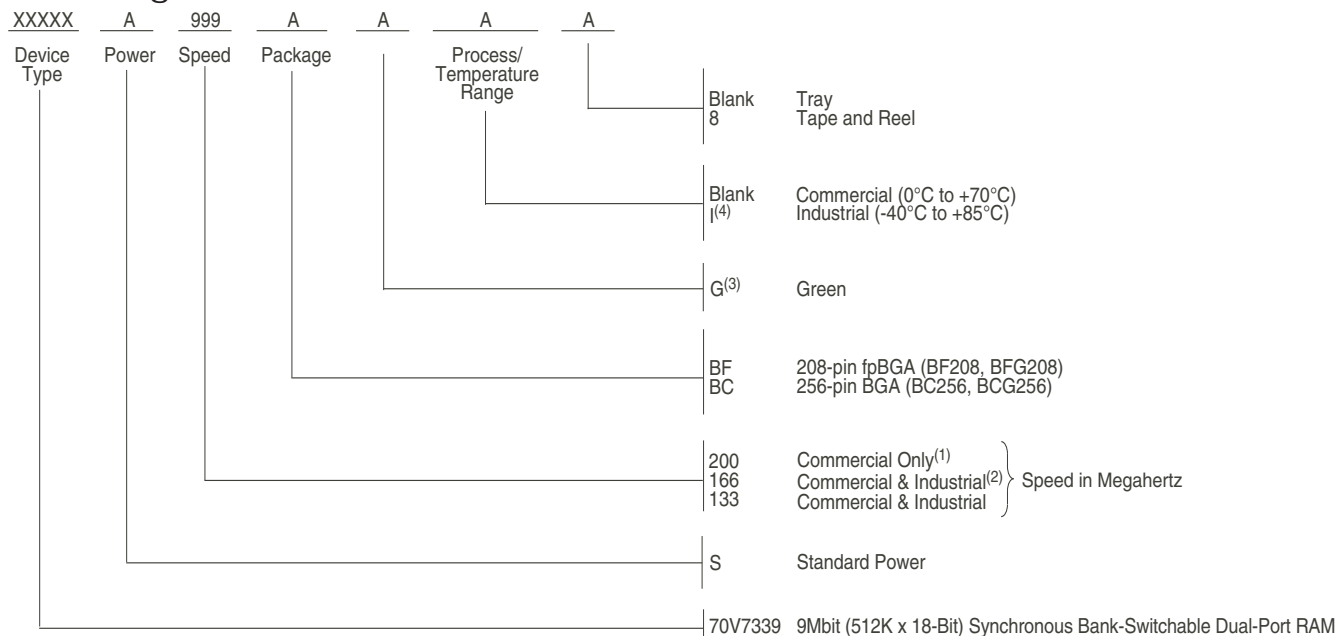 XXXXX A 999 A A A A
Device Type Power Speed Package Process/ Temperature Range
Blank Tray
8 Tape and Reel
Blank Commercial (0°C to +70°C)
I(4) Industrial (-40°C to +85°C)
G(3) Green
BF 208-pin fpBGA (BF208, BFG208)
BC 256-pin BGA (BC256, BCG256)
200 Commercial Only(1)
166 Commercial & Industrial(2) Speed in Megahertz
133 Commercial & Industrial
S Standard Power
70V7339 9Mbit (512K x 18-Bit) Synchronous Bank-Switchable Dual-Port RAM